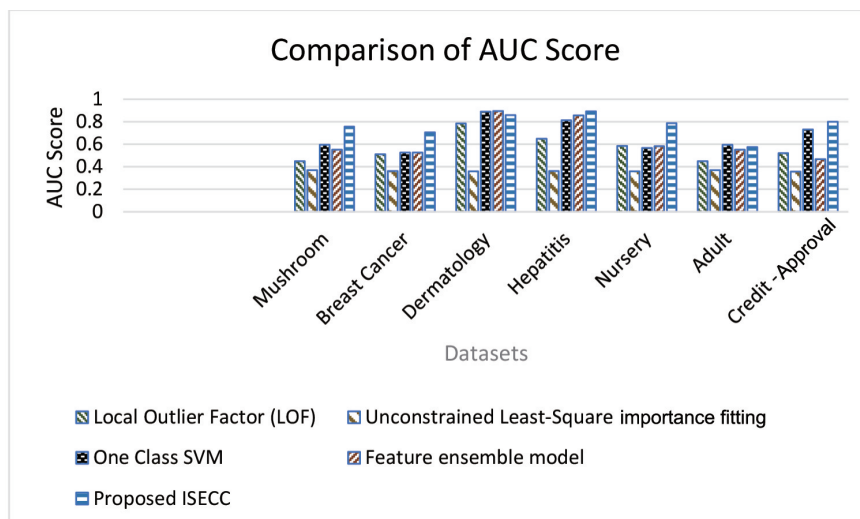 Comparison of AUC Score
AUC Score
1
0.8
0.6
0.4
0.2
0
Mushroom
Breast Cancer
Dermatology
Hepatitis
Nursery
Adult
Credit -Approval
Datasets
Local Outlier Factor (LOF)
Unconstrained Least-Square importance fitting
One Class SVM
Feature ensemble model
Proposed ISECC